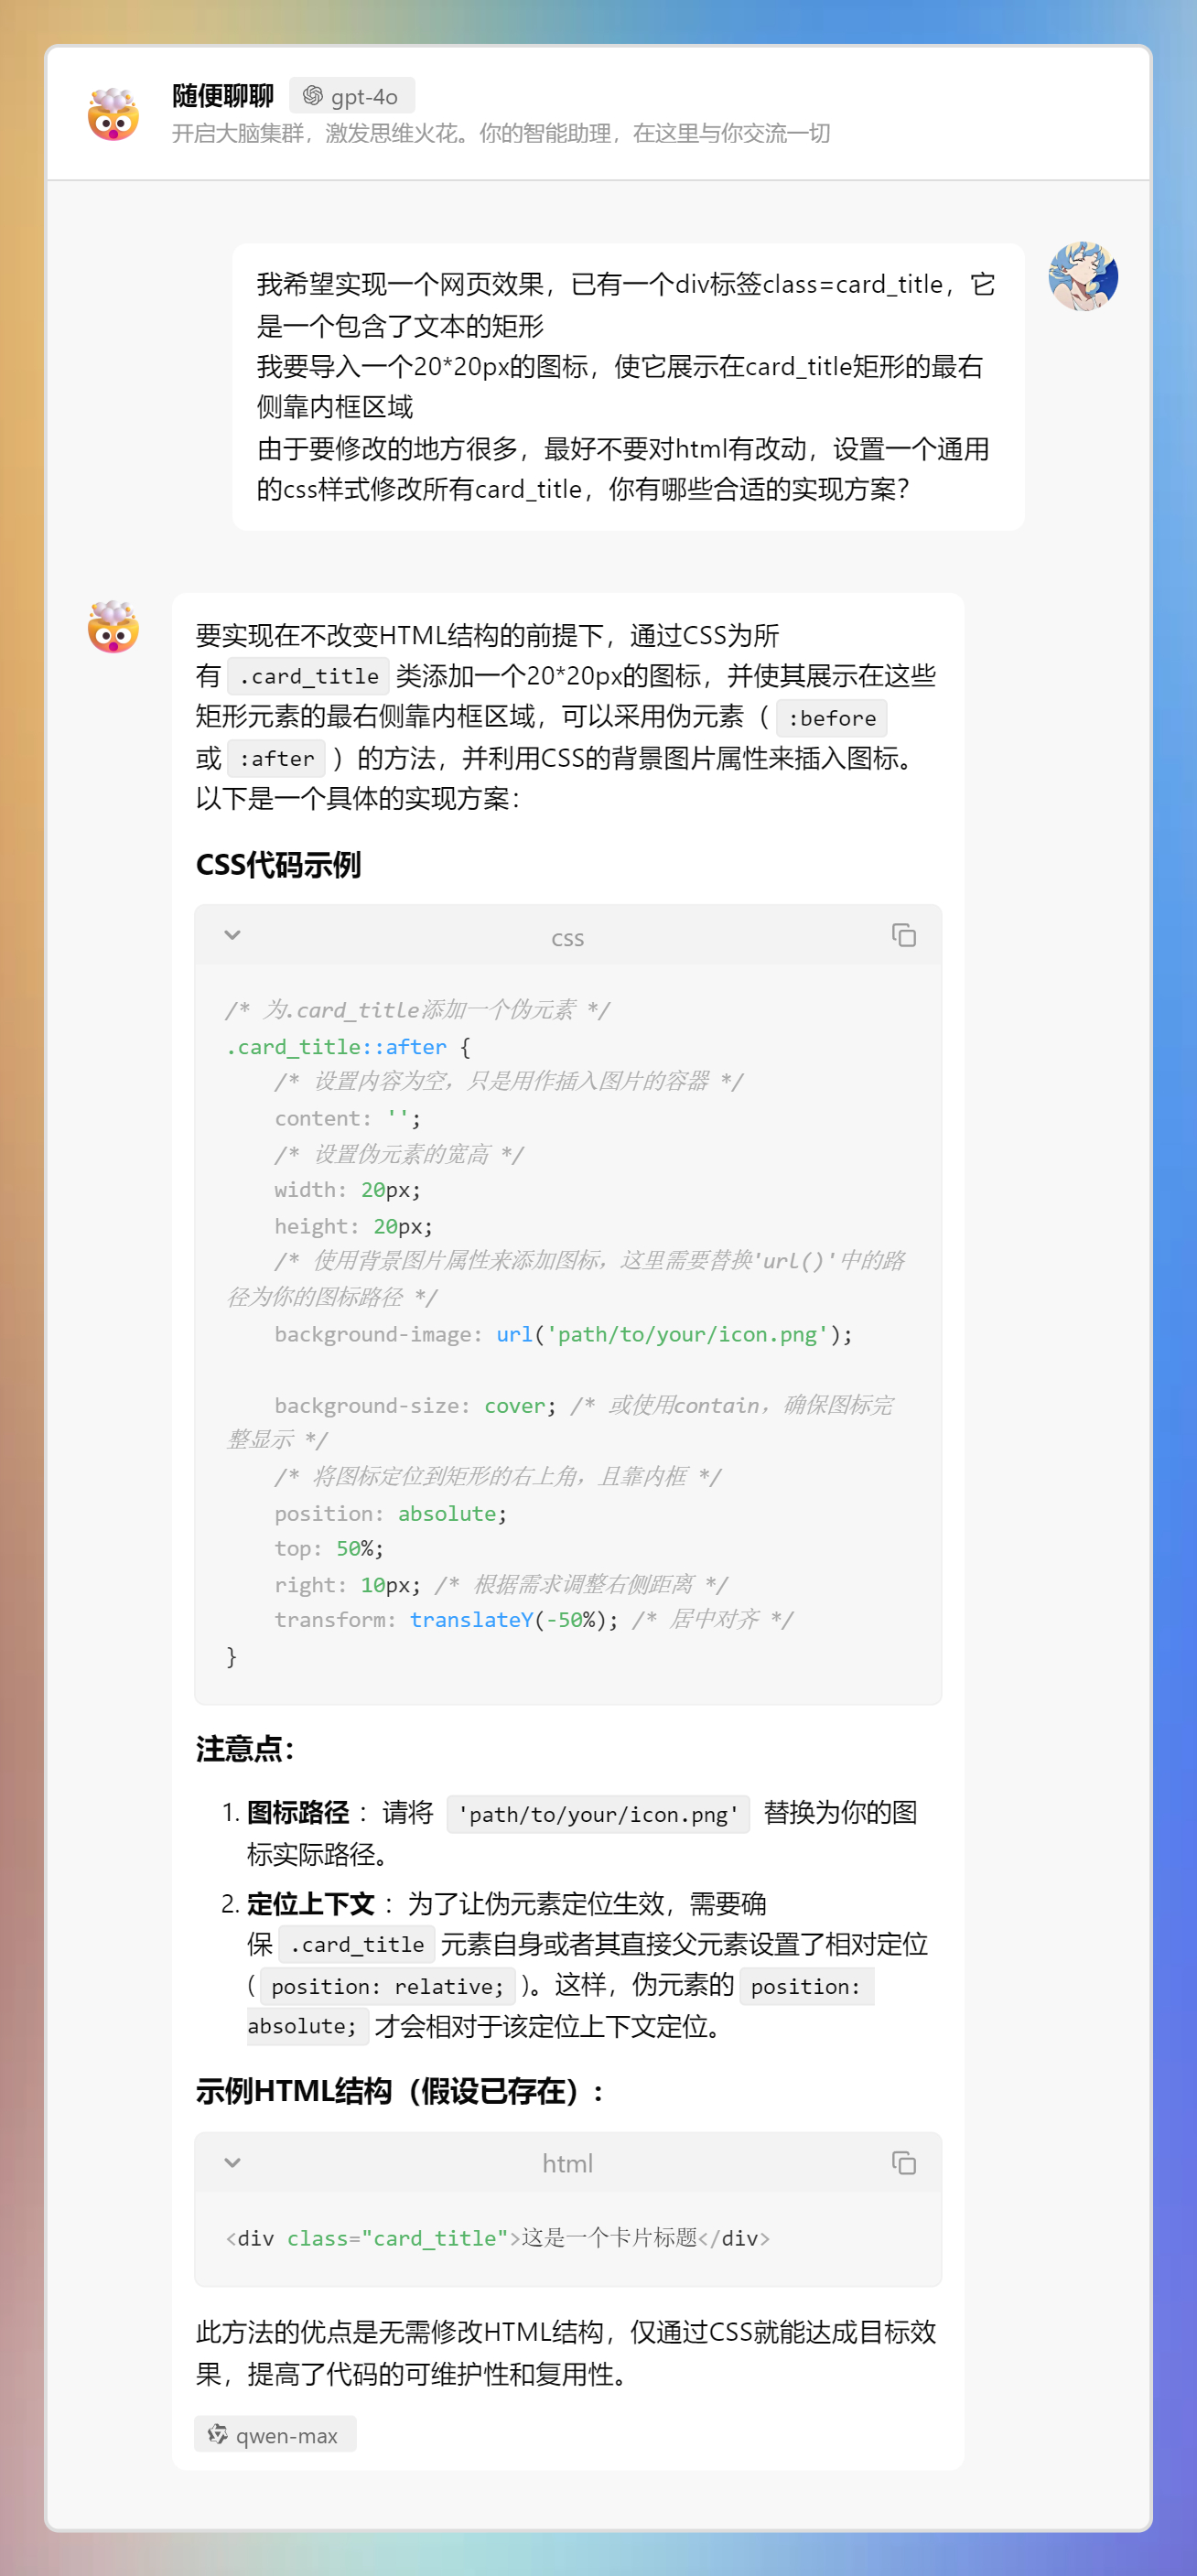 随便聊聊 gpt-4o
开启大脑集群，激发思维火花。你的智能助理，在这里与你交流一切
我希望实现一个网页效果，已有一个div标签class=card_title，它
是一个包含了文本的矩形
我要导入一个20*20px的图标，使它展示在card_title矩形的最右
侧靠内框区域
由于要修改的地方很多，最好不要对html有改动，设置一个通用
的css样式修改所有card_title，你有哪些合适的实现方案？
要实现在不改变HTML结构的前提下，通过CSS为所
有 .card_title 类添加一个20*20px的图标，并使其展示在这些
矩形元素的最右侧靠内框区域，可以采用伪元素（ :before
或 :after ）的方法，并利用CSS的背景图片属性来插入图标。
以下是一个具体的实现方案：
CSS代码示例
css
/* 为.card_title添加一个伪元素 */
.card_title::after {
    /* 设置内容为空，只是用作插入图片的容器 */
    content: '';
    /* 设置伪元素的宽高 */
    width: 20px;
    height: 20px;
    /* 使用背景图片属性来添加图标，这里需要替换'url()'中的路
径为你的图标路径 */
    background-image: url('path/to/your/icon.png');
    background-size: cover; /* 或使用contain，确保图标完
整显示 */
    /* 将图标定位到矩形的右上角，且靠内框 */
    position: absolute;
    top: 50%;
    right: 10px; /* 根据需求调整右侧距离 */
    transform: translateY(-50%); /* 居中对齐 */
}
注意点：
1. 图标路径 ： 请将 'path/to/your/icon.png' 替换为你的图
标实际路径。
2. 定位上下文 ： 为了让伪元素定位生效，需要确
保 .card_title 元素自身或者其直接父元素设置了相对定位
( position: relative; )。这样，伪元素的 position:
absolute; 才会相对于该定位上下文定位。
示例HTML结构（假设已存在）：
html
<div class="card_title">这是一个卡片标题</div>
此方法的优点是无需修改HTML结构，仅通过CSS就能达成目标效
果，提高了代码的可维护性和复用性。
qwen-max